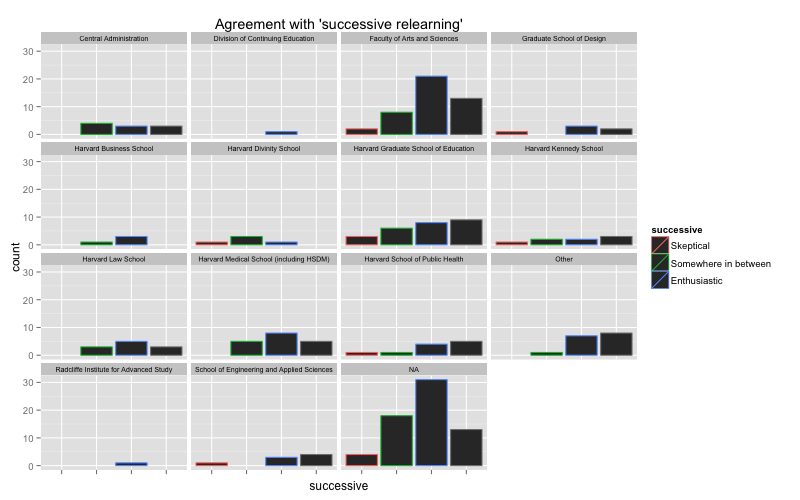 Agreement with 'successive relearning'
Central Administration
Division of Continuing Education
Faculty of Arts and Sciences
Graduate School of Design
30
20
10
0
Harvard Business School
Harvard Divinity School
Harvard Graduate School of Education
Harvard Kennedy School
30
20
10
0
Harvard Law School
Harvard Medical School (including HSDM)
Harvard School of Public Health
Other
30
20
10
0
Radcliffe Institute for Advanced Study
School of Engineering and Applied Sciences
NA
30
20
10
0
count
successive
successive
Skeptical
Somewhere in between
Enthusiastic